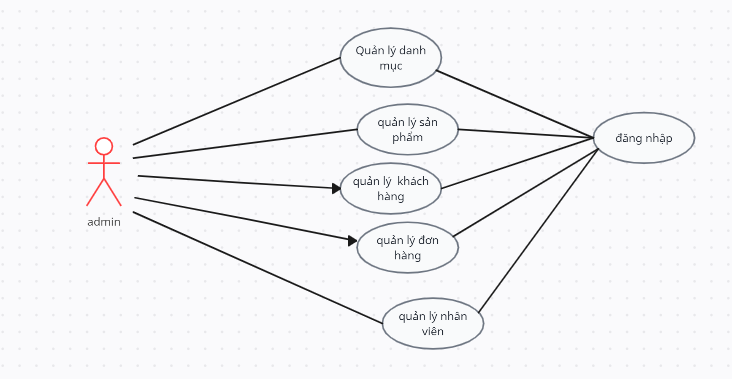 Quản lý danh
mục
quản lý sản
phẩm
đăng nhập
quản lý khách
hàng
admin
quản lý đơn
hàng
quản lý nhân
viên